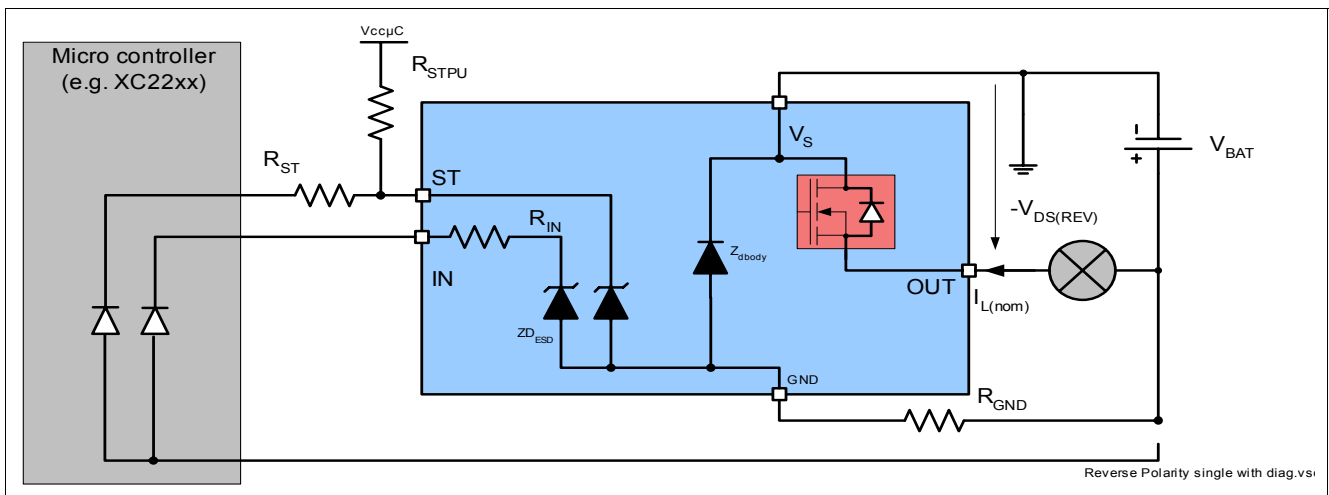 VccµC
Micro controller
(e.g. XC22xx)
RSTPU
VS
VBAT
RST
ST
-VDS(REV)
RIN
Zdbody
IN
OUT
IL(nom)
ZDESD
GND
RGND
Reverse Polarity single with diag.vs